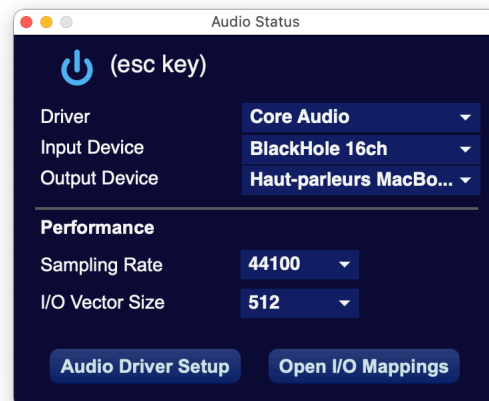 Audio Status
(esc key)
Driver Core Audio
Input Device BlackHole 16ch
Output Device Haut-parleurs MacBo...
Performance
Sampling Rate 44100
I/O Vector Size 512
Audio Driver Setup Open I/O Mappings